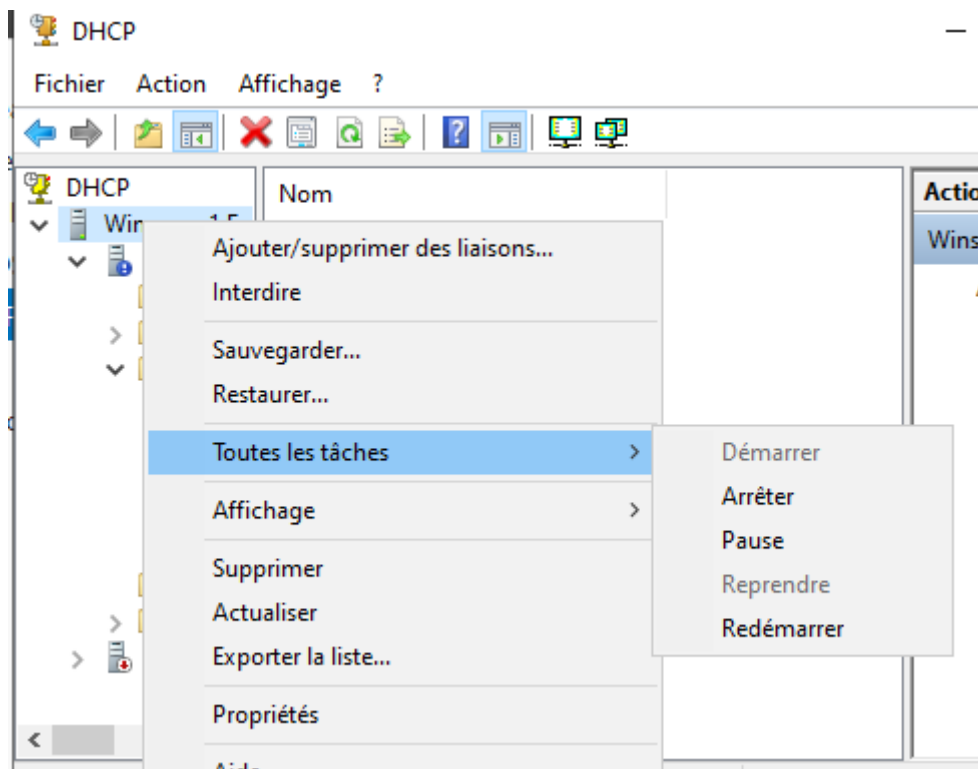 DHCP
Fichier Action Affichage ?
DHCP
Nom
Ajouter/supprimer des liaisons...
Interdire
Sauvegarder...
Restaurer...
Toutes les tâches
Affichage
Supprimer
Actualiser
Exporter la liste...
Propriétés
Démarrer
Arrêter
Pause
Reprendre
Redémarrer
Actio
Wins